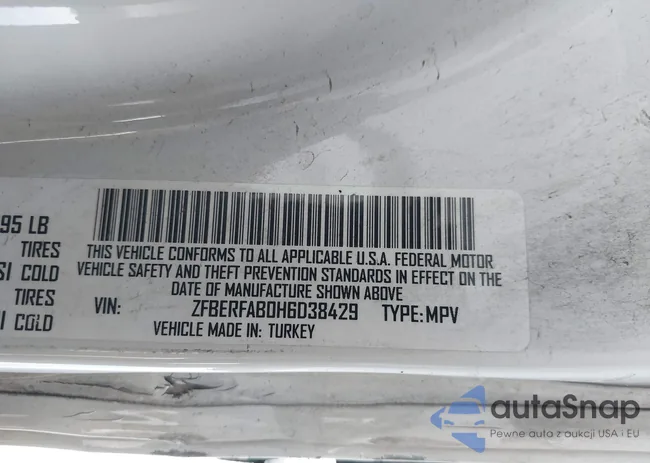 95 LB
TIRES
SI COLD
TIRES
I COLD
THIS VEHICLE CONFORMS TO ALL APPLICABLE U.S.A. FEDERAL MOTOR
VEHICLE SAFETY AND THEFT PREVENTION STANDARDS IN EFFECT ON THE
DATE OF MANUFACTURE SHOWN ABOVE
VIN: ZFBERFAB0H6D38429 TYPE: MPV
VEHICLE MADE IN: TURKEY
autaSnap
Pewne auta z aukcji USA i EU